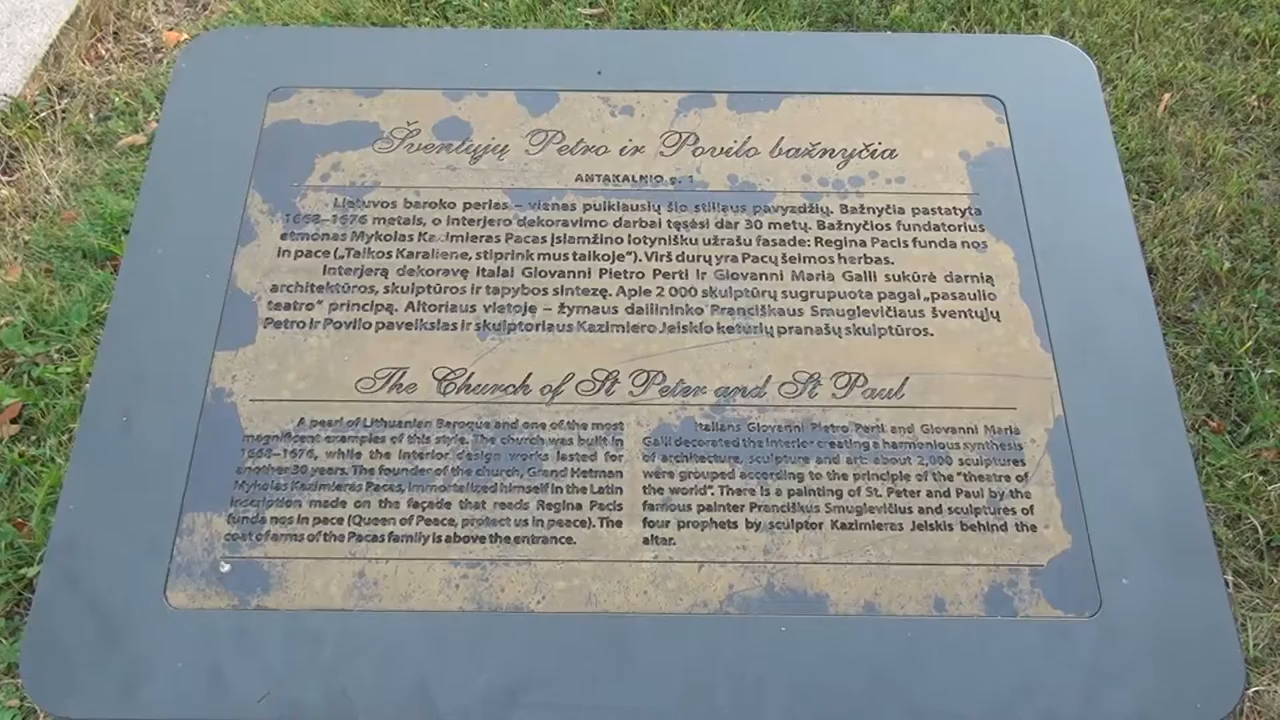 Šventųjų Petro ir Povilo bažnyčia
ANTAKALNIO g. 1
Lietuvos baroko perlas – vienas puikiausių šio stiliaus pavyzdžių. Bažnyčia pastatyta
1668–1676 metais, o interjero dekoravimo darbai tęsėsi dar 30 metų. Bažnyčios fundatorius
etmonas Mykolas Kazimieras Pacas įsiamžino lotynišku užrašu fasade: Regina Pacis funda nos
in pace („Taikos Karaliene, stiprink mus taikoje“). Virš durų yra Pacų šeimos herbas.
Interjerą dekoravę italai Giovanni Pietro Perti ir Giovanni Maria Galli sukūrė darnią
architektūros, skulptūros ir tapybos sintezę. Apie 2 000 skulptūrų sugrupuota pagal „pasaulio
teatro“ principą. Altoriaus vietoje – žymaus dailininko Pranciškaus Smuglevičiaus šventųjų
Petro ir Povilo paveikslas ir skulptoriaus Kazimiero Jelskio keturių pranašų skulptūros.
The Church of St Peter and St Paul
A pearl of Lithuanian Baroque and one of the most
magnificent examples of this style. The church was built in
1668–1676, while the interior design works lasted for
another 30 years. The founder of the church, Grand Hetman
Mykolas Kazimieras Pacas, immortalized himself in the Latin
inscription made on the façade that reads Regina Pacis
funda nos in pace (Queen of Peace, protect us in peace). The
coat of arms of the Pacas family is above the entrance.
Italians Giovanni Pietro Perti and Giovanni Maria
Galli decorated the interior creating a harmonious synthesis
of architecture, sculpture and art: about 2,000 sculptures
were grouped according to the principle of the "theatre of
the world". There is a painting of St. Peter and Paul by the
famous painter Pranciškus Smuglevičius and sculptures of
four prophets by sculptor Kazimieras Jelskis behind the
altar.